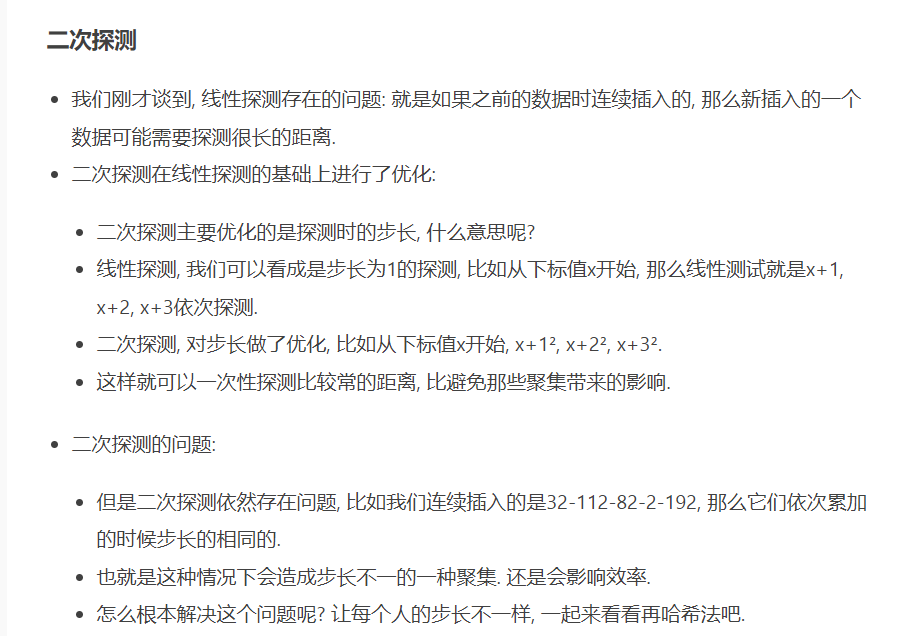 二次探测
我们刚才谈到, 线性探测存在的问题: 就是如果之前的数据时连续插入的, 那么新插入的一个
数据可能需要探测很长的距离.
二次探测在线性探测的基础上进行了优化:
二次探测主要优化的是探测时的步长, 什么意思呢?
线性探测, 我们可以看成是步长为1的探测, 比如从下标值x开始, 那么线性测试就是x+1,
x+2, x+3依次探测.
二次探测, 对步长做了优化, 比如从下标值x开始, x+1², x+2², x+3².
这样就可以一次性探测比较常的距离, 比避免那些聚集带来的影响.
二次探测的问题:
但是二次探测依然存在问题, 比如我们连续插入的是32-112-82-2-192, 那么它们依次累加
的时候步长的相同的.
也就是这种情况下会造成步长不一的一种聚集. 还是会影响效率.
怎么根本解决这个问题呢? 让每个人的步长不一样, 一起来看看再哈希法吧.